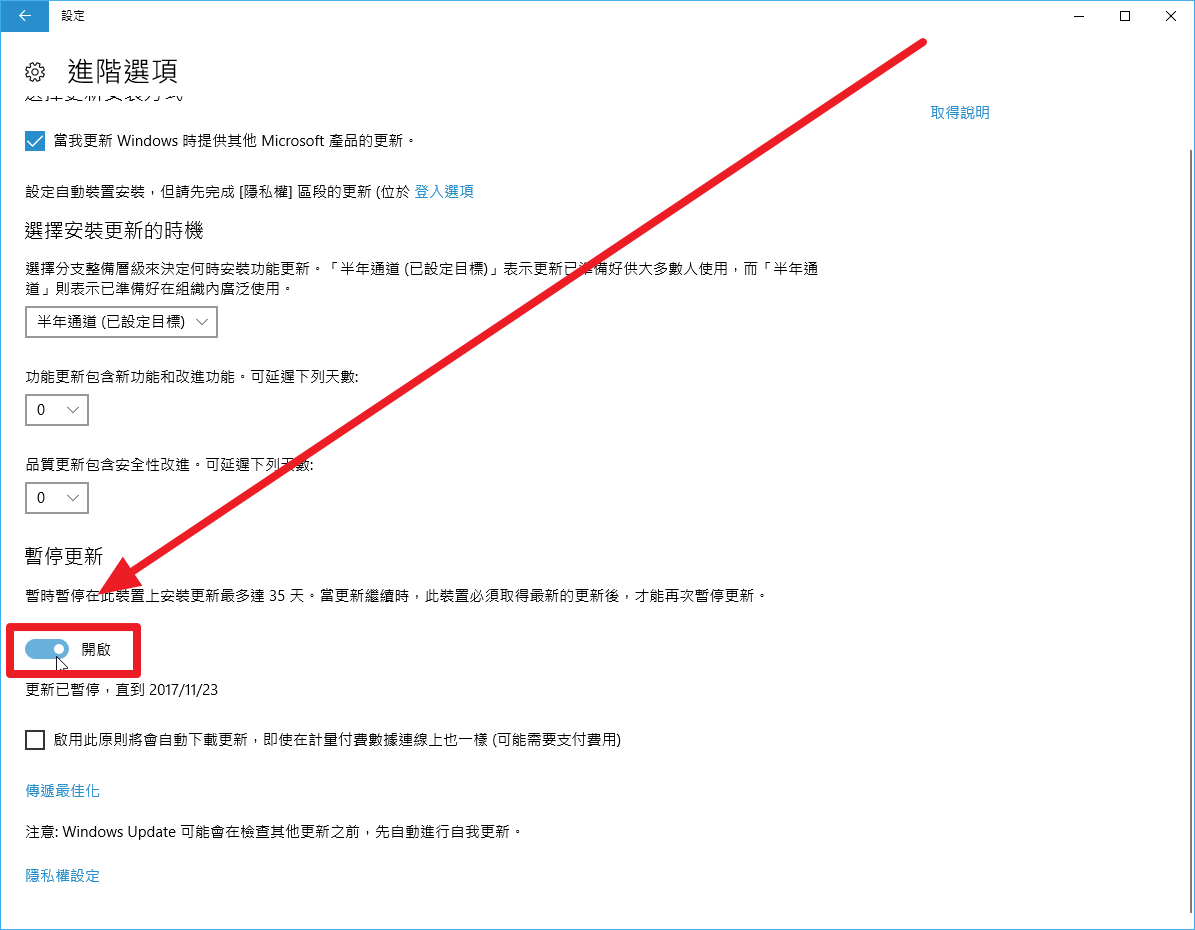 設定
進階選項
選擇更新安裝方式
取得說明
當我更新 Windows 時提供其他 Microsoft 產品的更新。
設定自動裝置安裝，但請先完成 [隱私權] 區段的更新 (位於 登入選項
選擇安裝更新的時機
選擇分支整備層級來決定何時安裝功能更新。「半年通道 (已設定目標)」表示更新已準備好供大多數人使用，而「半年通
道」則表示已準備好在組織內廣泛使用。
半年通道 (已設定目標)
功能更新包含新功能和改進功能。可延遲下列天數:
0
品質更新包含安全性改進。可延遲下列天數:
0
暫停更新
暫時暫停在此裝置上安裝更新最多達 35 天。當更新繼續時，此裝置必須取得最新的更新後，才能再次暫停更新。
開啟
更新已暫停，直到 2017/11/23
啟用此原則將會自動下載更新，即使在計量付費數據連線上也一樣 (可能需要支付費用)
傳遞最佳化
注意: Windows Update 可能會在檢查其他更新之前，先自動進行自我更新。
隱私權設定